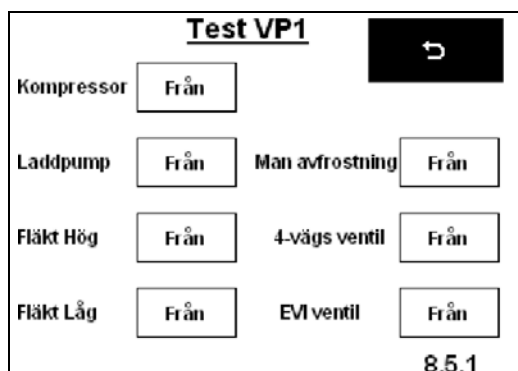 Test VP1
Kompressor Från
Laddpump Från Man avfrostning Från
Fläkt Hög Från 4-vägs ventil Från
Fläkt Låg Från EVI ventil Från
8.5.1